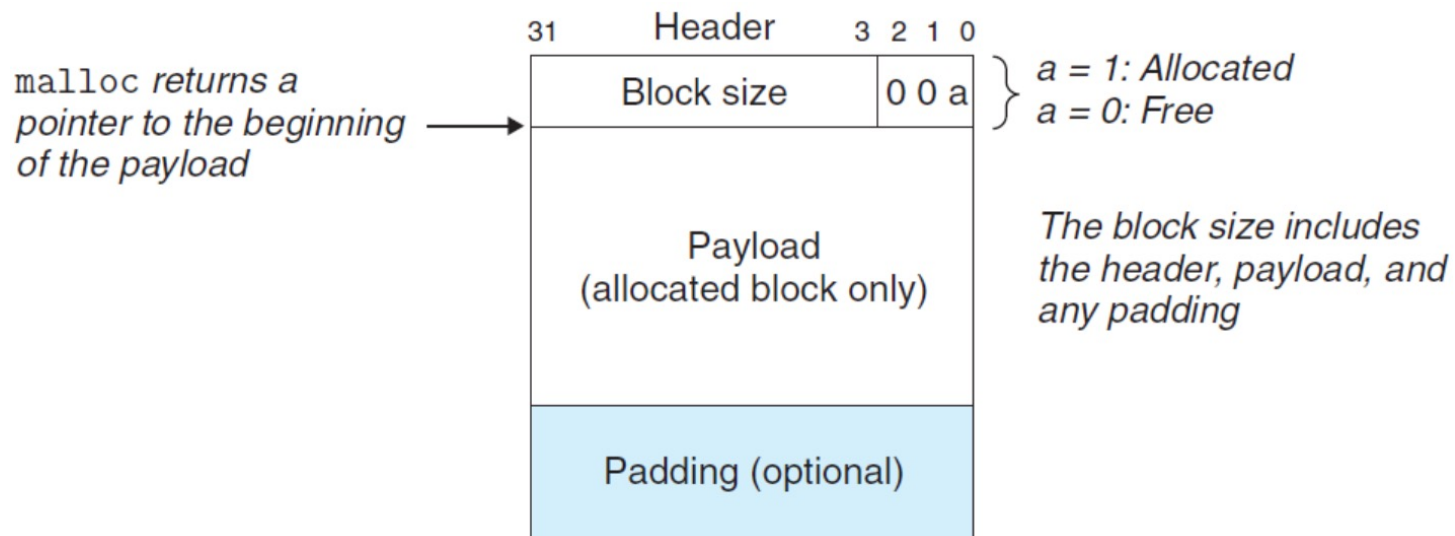 31 Header 3 2 1 0
malloc returns a
pointer to the beginning
of the payload
Block size
0 0 a
a = 1: Allocated
a = 0: Free
Payload
(allocated block only)
The block size includes
the header, payload, and
any padding
Padding (optional)